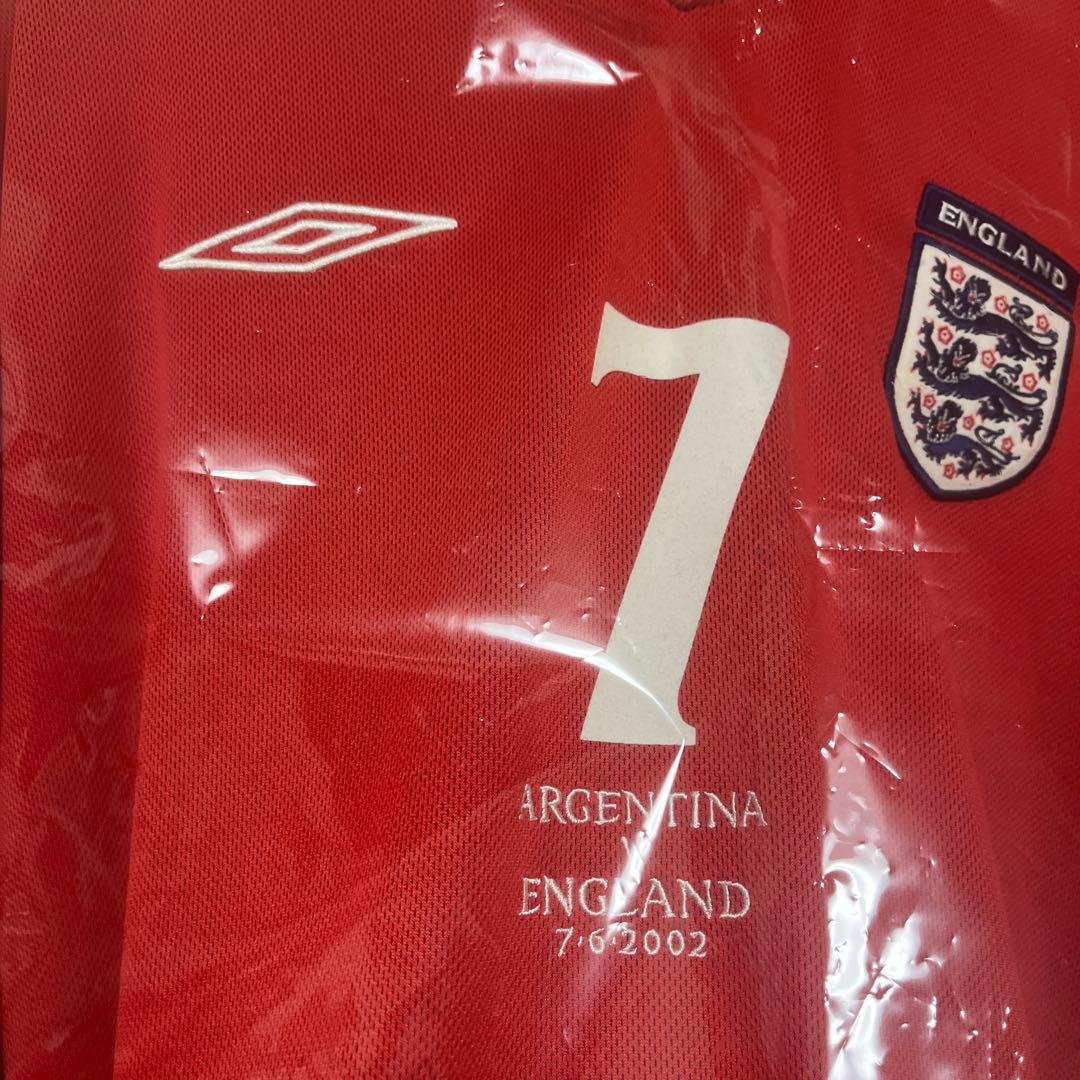 ENGLAND
7
ARGENTINA
V
ENGLAND
7·6·2002